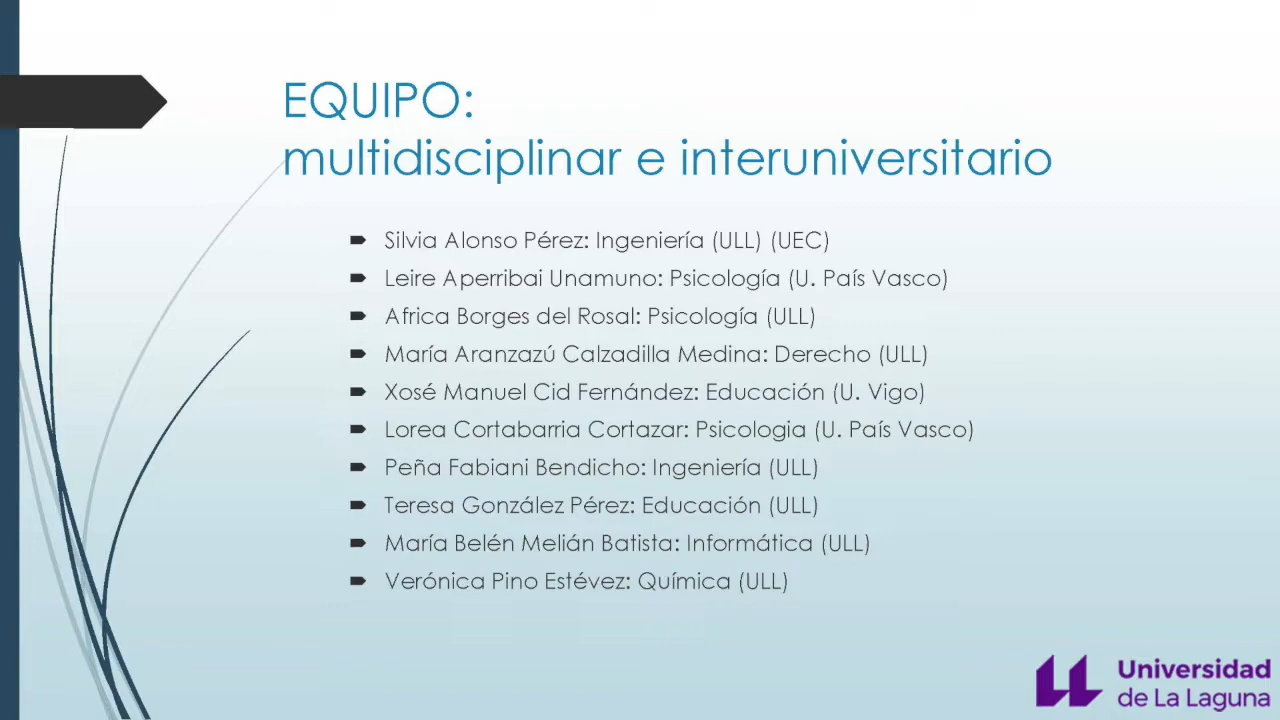 EQUIPO:
multidisciplinar e interuniversitario
Silvia Alonso Pérez: Ingeniería (ULL) (UEC)
Leire Aperribai Unamuno: Psicología (U. País Vasco)
Africa Borges del Rosal: Psicología (ULL)
María Aranzazú Calzadilla Medina: Derecho (ULL)
Xosé Manuel Cid Fernández: Educación (U. Vigo)
Lorea Cortabarria Cortazar: Psicologia (U. País Vasco)
Peña Fabiani Bendicho: Ingeniería (ULL)
Teresa González Pérez: Educación (ULL)
María Belén Melián Batista: Informática (ULL)
Verónica Pino Estévez: Química (ULL)
Universidad
de La Laguna